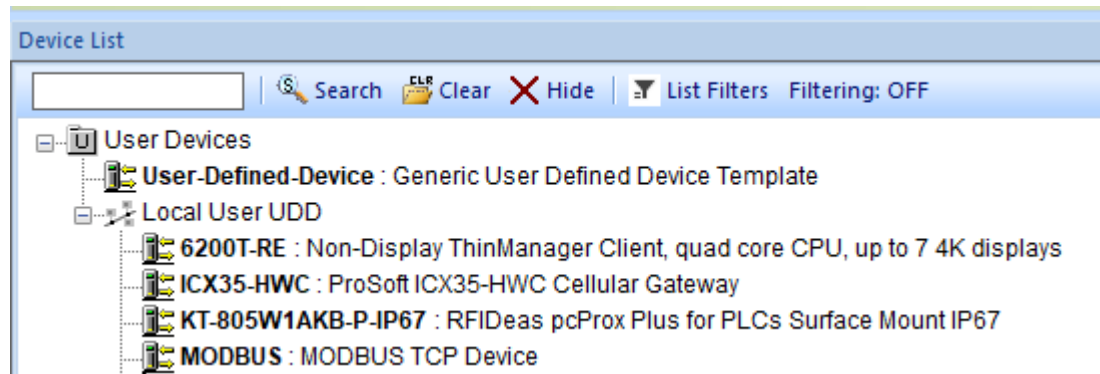 Device List
Search CLR Clear Hide List Filters Filtering: OFF
U User Devices
User-Defined-Device : Generic User Defined Device Template
Local User UDD
6200T-RE : Non-Display ThinManager Client, quad core CPU, up to 7 4K displays
ICX35-HWC : ProSoft ICX35-HWC Cellular Gateway
KT-805W1AKB-P-IP67 : RFIDeas pcProx Plus for PLCs Surface Mount IP67
MODBUS : MODBUS TCP Device